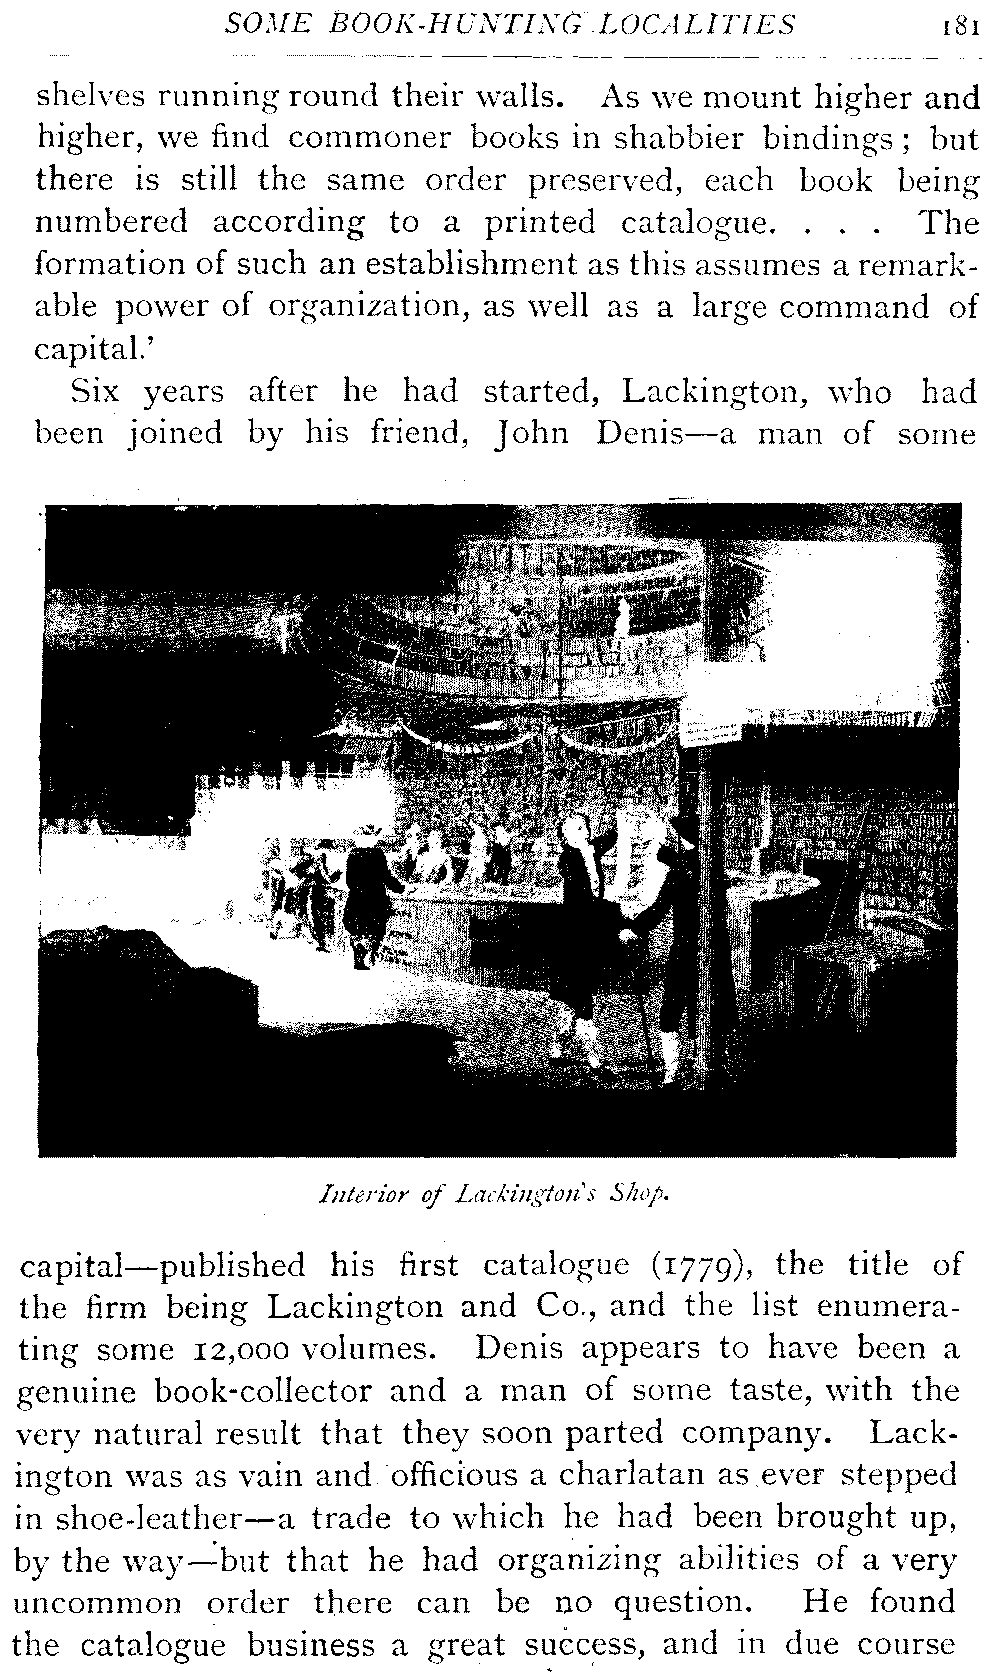 SOME BOOK-HUNTING LOCALITIES 181
shelves running round their walls. As we mount higher and
higher, we find commoner books in shabbier bindings; but
there is still the same order preserved, each book being
numbered according to a printed catalogue. . . . The
formation of such an establishment as this assumes a remark-
able power of organization, as well as a large command of
capital.'
Six years after he had started, Lackington, who had
been joined by his friend, John Denis—a man of some
Interior of Lackington's Shop.
capital—published his first catalogue (1779), the title of
the firm being Lackington and Co., and the list enumera-
ting some 12,000 volumes. Denis appears to have been a
genuine book-collector and a man of some taste, with the
very natural result that they soon parted company. Lack-
ington was as vain and officious a charlatan as ever stepped
in shoe-leather—a trade to which he had been brought up,
by the way—but that he had organizing abilities of a very
uncommon order there can be no question. He found
the catalogue business a great success, and in due course